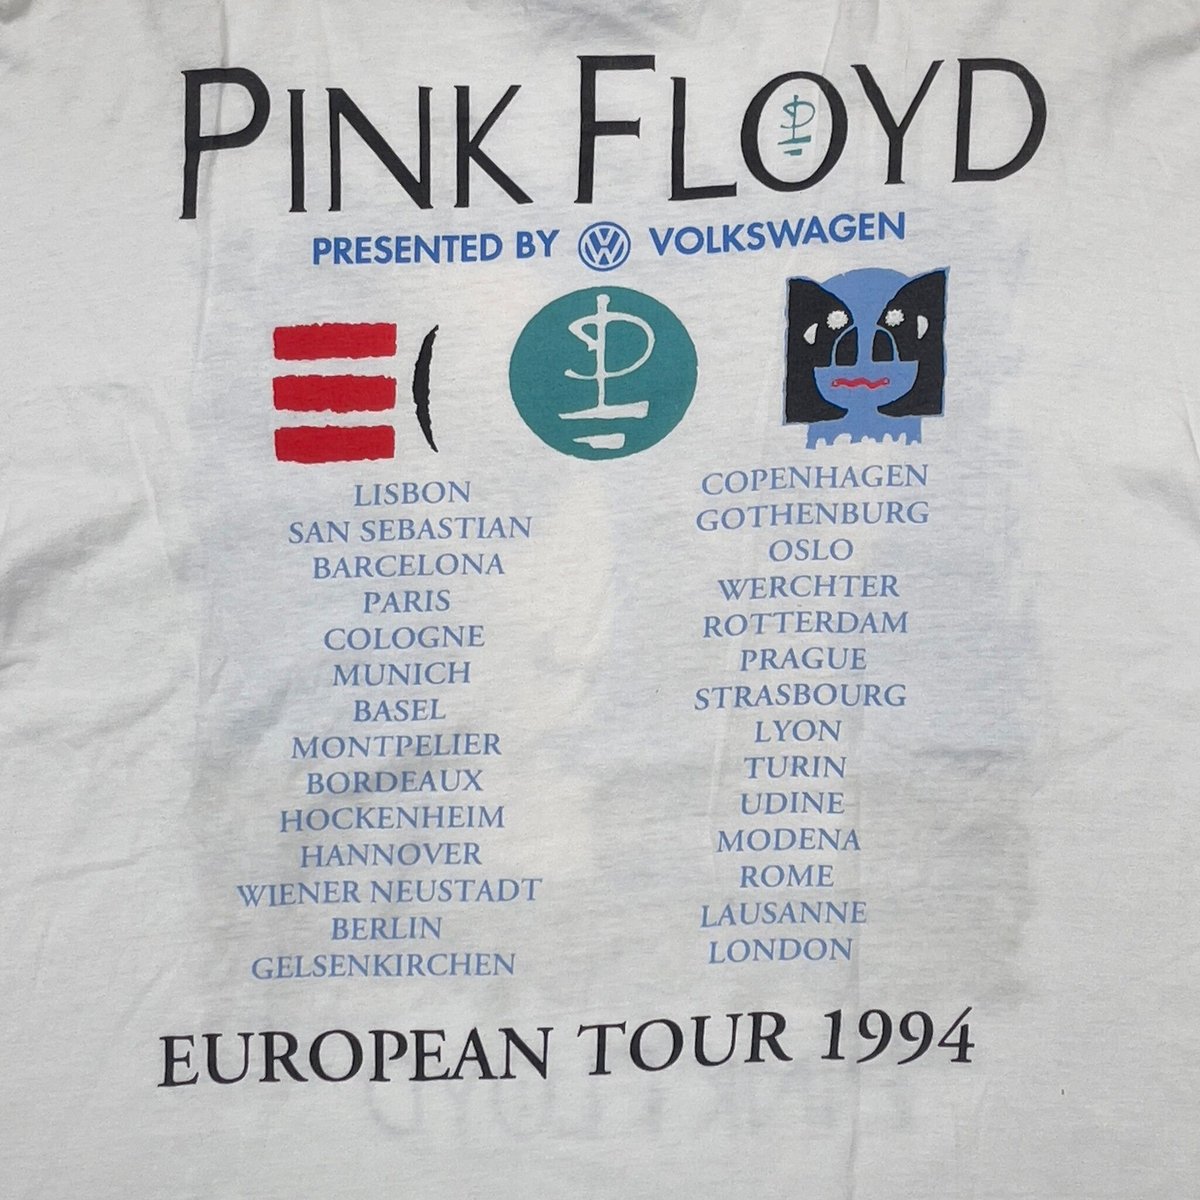 PINK FLOYD
PRESENTED BY VW VOLKSWAGEN
LISBON
SAN SEBASTIAN
BARCELONA
PARIS
COLOGNE
MUNICH
BASEL
MONTPELIER
BORDEAUX
HOCKENHEIM
HANNOVER
WIENER NEUSTADT
BERLIN
GELSENKIRCHEN
COPENHAGEN
GOTHENBURG
OSLO
WERCHTER
ROTTERDAM
PRAGUE
STRASBOURG
LYON
TURIN
UDINE
MODENA
ROME
LAUSANNE
LONDON
EUROPEAN TOUR 1994